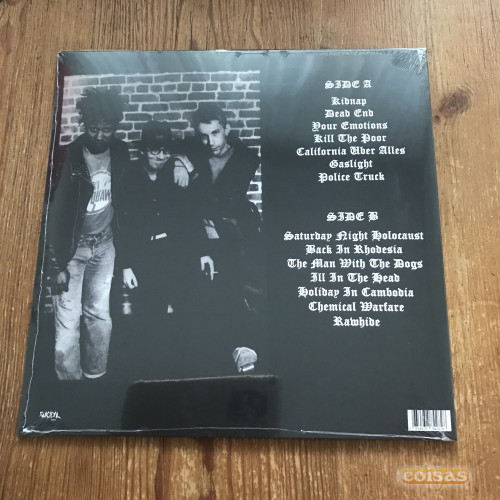 SIDE A
Kidnap
Dead End
Your Emotions
Kill The Poor
California Uber Alles
Gaslight
Police Truck
SIDE B
Saturday Night Holocaust
Back In Rhodesia
The Man With The Dogs
Ill In The Head
Holiday In Cambodia
Chemical Warfare
Rawhide
coisas